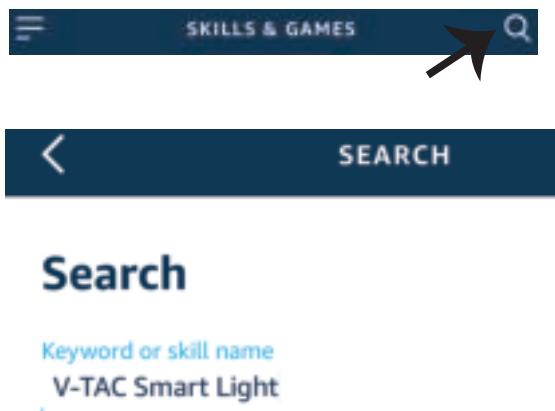 SKILLS & GAMES
SEARCH
Search
Keyword or skill name
V-TAC Smart Light